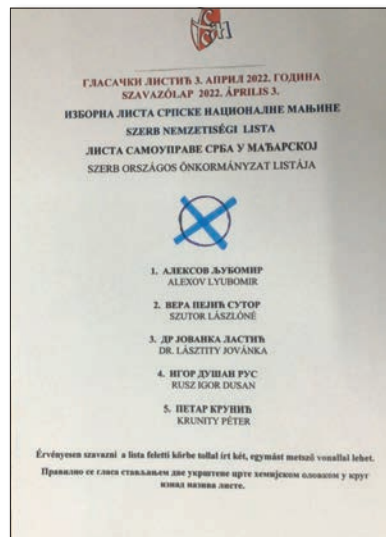 ГЛАСАЧКИ ЛИСТИЋ 3. АПРИЛ 2022. ГОДИНА
SZAVAZÓLAP 2022. ÁPRILIS 3.
ИЗБОРНА ЛИСТА СРПСКЕ НАЦИОНАЛНЕ МАЊИНЕ
SZERB NEMZETISÉGI LISTA
ЛИСТА САМОУПРАВЕ СРБА У МАЂАРСКОЈ
SZERB ORSZÁGOS ÖNKORMÁNYZAT LISTÁJA
1. АЛЕКСОВ ЉУБОМИР
ALEXOV LYUBOMIR
2. ВЕРА ПЕЈИЋ СУТОР
SZUTOR LÁSZLÓNÉ
3. ДР ЈОВАНКА ЛАСТИЋ
DR. LÁSZTITY JOVÁNKA
4. ИГОР ДУШАН РУС
RUSZ IGOR DUSAN
5. ПЕТАР КРУНИЋ
KRUNITY PÉTER
Érvényesen szavazni a lista feletti körbe tollal írt két, egymást metsző vonallal lehet.
Правилно се гласа стављањем две укрштене црте хемијском оловком у круг
изнад назива листе.